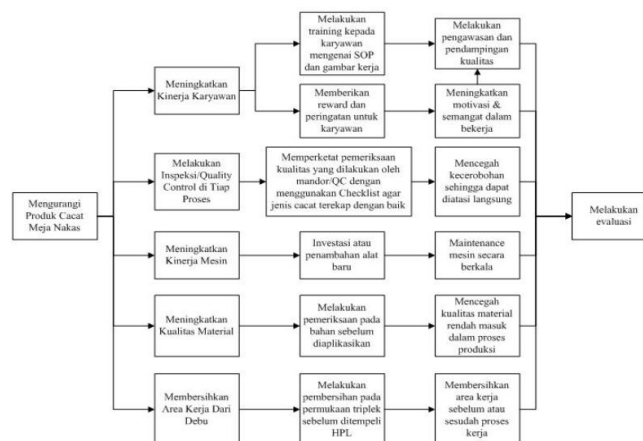 Mengurangi
Produk Cacat
Meja Nakas
Meningkatkan
Kinerja Karyawan
Melakukan
training kepada
karyawan
mengenai SOP
dan gambar kerja
Melakukan
pengawasan dan
pendampingan
kualitas
Memberikan
reward dan
peringatan untuk
karyawan
Meningkatkan
motivasi &
semangat dalam
bekerja
Melakukan
Inspeksi/Quality
Control di Tiap
Proses
Memperketat pemeriksaan
kualitas yang dilakukan oleh
mandor/QC dengan
menggunakan Checklist agar
jenis cacat terekap dengan baik
Mencegah
kecerobohan
sehingga dapat
diatasi langsung
Meningkatkan
Kinerja Mesin
Investasi atau
penambahan alat
baru
Maintenance
mesin secara
berkala
Meningkatkan
Kualitas Material
Melakukan
pemeriksaan pada
bahan sebelum
diaplikasikan
Mencegah
kualitas material
rendah masuk
dalam proses
produksi
Membersihkan
Area Kerja Dari
Debu
Melakukan
pembersihan pada
permukaan triplek
sebelum ditempeli
HPL
Membersihkan
area kerja
sebelum atau
sesudah proses
kerja
Melakukan
evaluasi